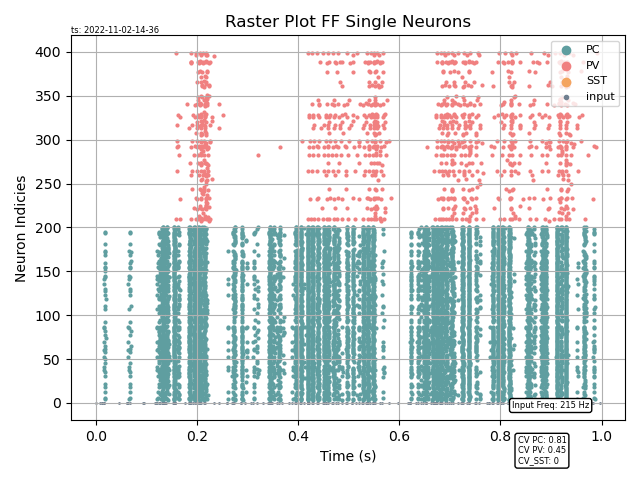 Raster Plot FF Single Neurons
ts: 2022-11-02-14-36
PC
PV
SST
input
Neuron Indicies
400
350
300
250
200
150
100
50
0
0.0 0.2 0.4 0.6 0.8 1.0
Time (s)
Input Freq: 215 Hz
CV PC: 0.81
CV PV: 0.45
CV_SST: 0